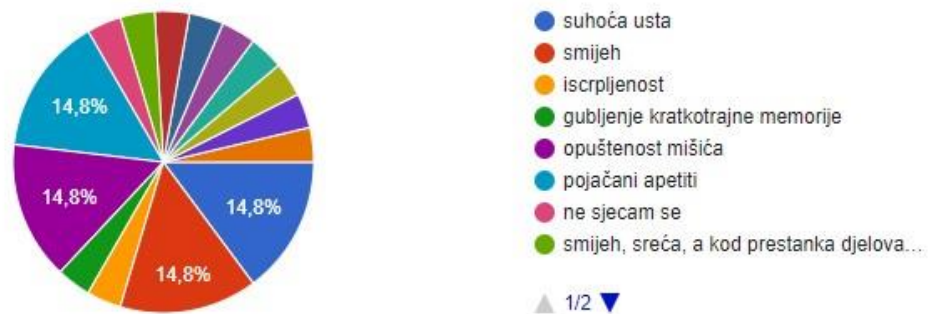 14,8%
14,8%
14,8%
14,8%
suhoća usta
smijeh
iscrpljenost
gubljenje kratkotrajne memorije
opuštenost mišića
pojačani apetiti
ne sjecam se
smijeh, sreća, a kod prestanka djelova…
1/2